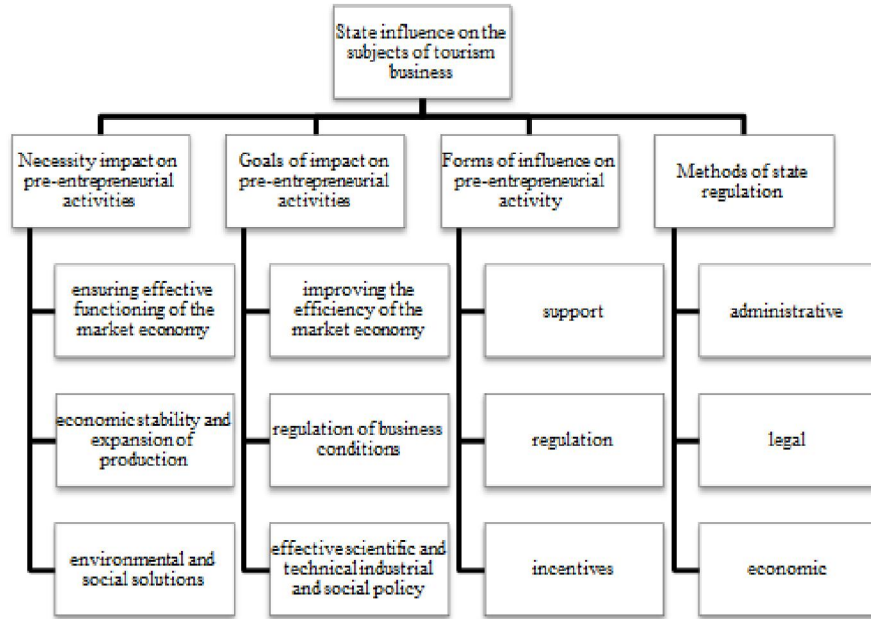 State influence on the
subjects of tourism
business
Necessity impact on
pre-entrepreneurial
activities
Goals of impact on
pre-entrepreneurial
activities
Forms of influence on
pre-entrepreneurial
activity
Methods of state
regulation
ensuring effective
functioning of the
market economy
improving the
efficiency of the
market economy
support
administrative
economic stability and
expansion of
production
regulation of business
conditions
regulation
legal
environmental and
social solutions
effective scientific and
technical industrial
and social policy
incentives
economic